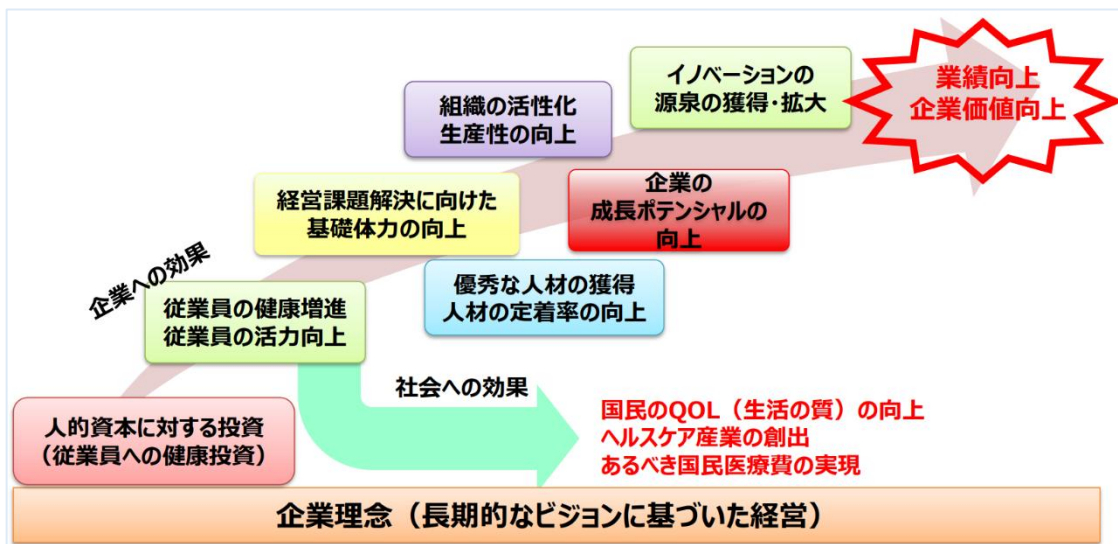 イノベーションの
源泉の獲得・拡大
業績向上
企業価値向上
組織の活性化
生産性の向上
経営課題解決に向けた
基礎体力の向上
企業の
成長ポテンシャルの
向上
企業への効果
優秀な人材の獲得
人材の定着率の向上
従業員の健康増進
従業員の活力向上
社会への効果
人的資本に対する投資
（従業員への健康投資）
国民のQOL（生活の質）の向上
ヘルスケア産業の創出
あるべき国民医療費の実現
企業理念（長期的なビジョンに基づいた経営）